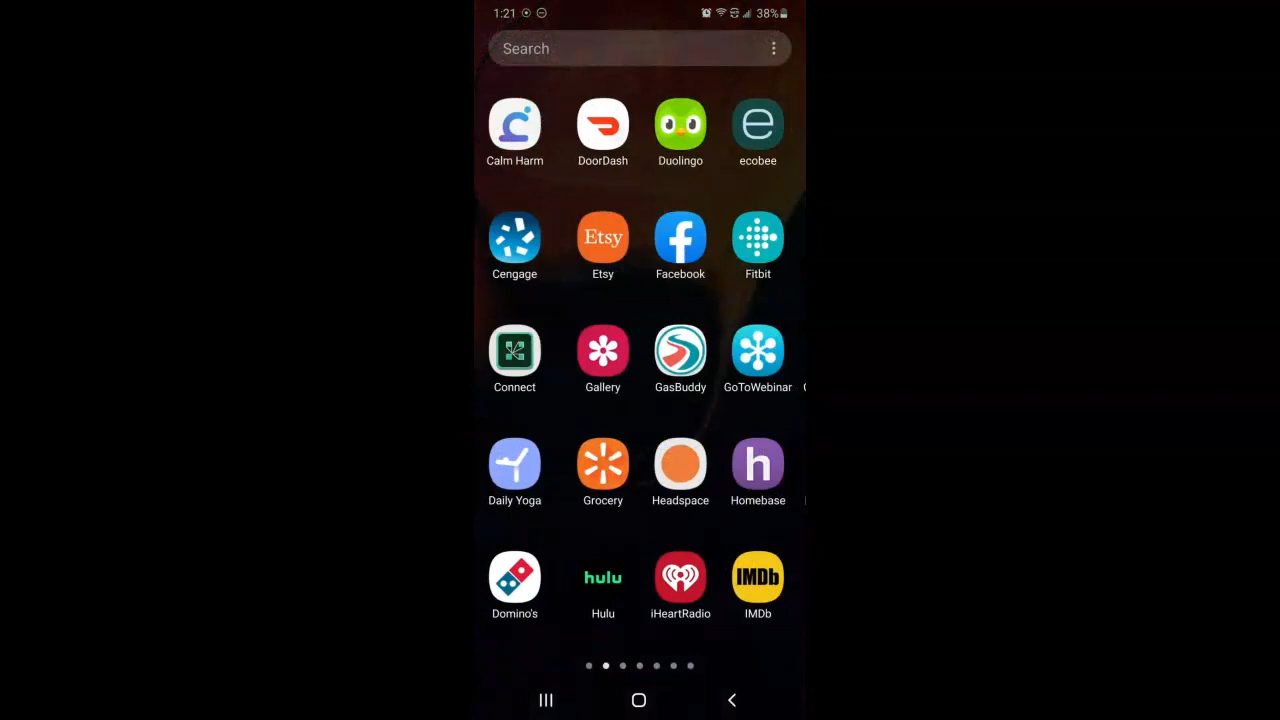 1:21 38%
Search
Calm Harm DoorDash Duolingo ecobee
Etsy
Cengage Etsy Facebook Fitbit
Connect Gallery GasBuddy GoToWebinar
Daily Yoga Grocery Headspace Homebase
hulu IMDb
Domino's Hulu iHeartRadio IMDb